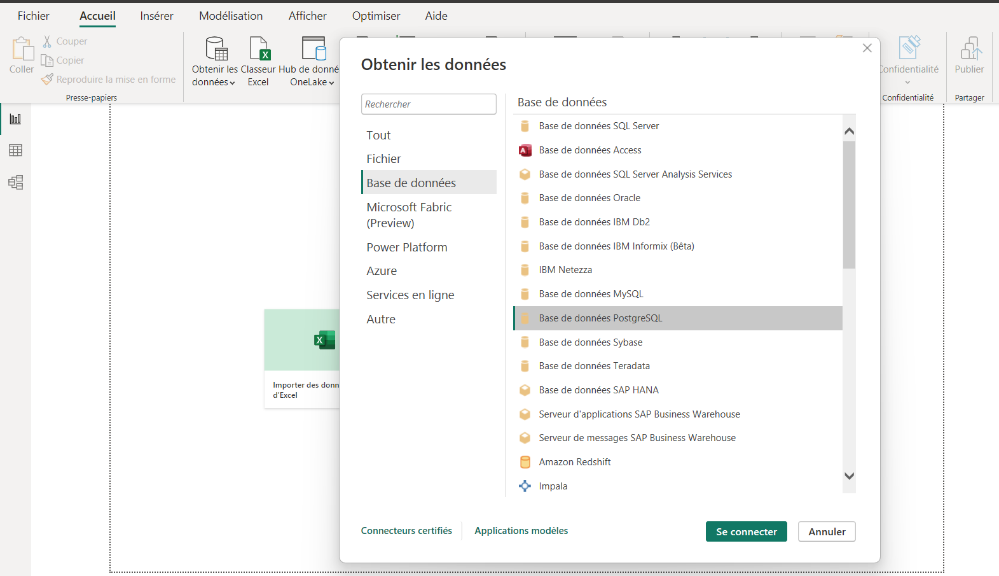 Fichier Accueil Insérer Modélisation Afficher Optimiser Aide
Coller
Couper
Copier
Reproduire la mise en forme
Presse-papiers
Obtenir les
données
Classeur
Excel
Hub de donné
OneLake
Confidentialité
Confidentialité
Publier
Partager
Importer des donn
d'Excel
Obtenir les données
Rechercher
Tout
Fichier
Base de données
Microsoft Fabric
(Preview)
Power Platform
Azure
Services en ligne
Autre
Base de données
Base de données SQL Server
Base de données Access
Base de données SQL Server Analysis Services
Base de données Oracle
Base de données IBM Db2
Base de données IBM Informix (Bêta)
IBM Netezza
Base de données MySQL
Base de données PostgreSQL
Base de données Sybase
Base de données Teradata
Base de données SAP HANA
Serveur d'applications SAP Business Warehouse
Serveur de messages SAP Business Warehouse
Amazon Redshift
Impala
Connecteurs certifiés
Applications modèles
Se connecter
Annuler